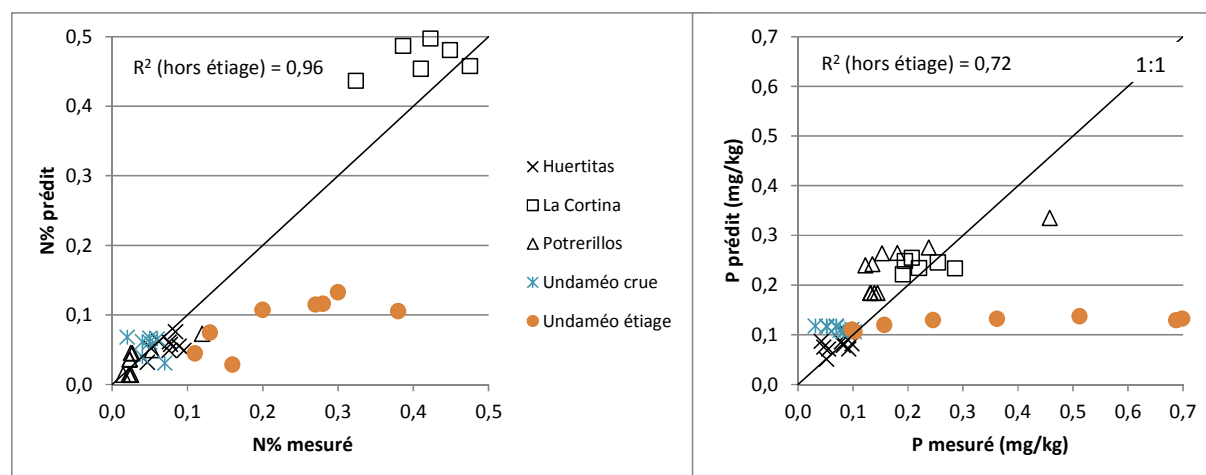 R² (hors étiage) = 0,96
0,5
0,4
0,3
0,2
0,1
0,0
N% prédit
0,0 0,1 0,2 0,3 0,4 0,5
N% mesuré
Huertitas
La Cortina
Potrerillos
Undaméo crue
Undaméo étiage
R² (hors étiage) = 0,72
1:1
0,7
0,6
0,5
0,4
0,3
0,2
0,1
0,0
P prédit (mg/kg)
0,0 0,1 0,2 0,3 0,4 0,5 0,6 0,7
P mesuré (mg/kg)